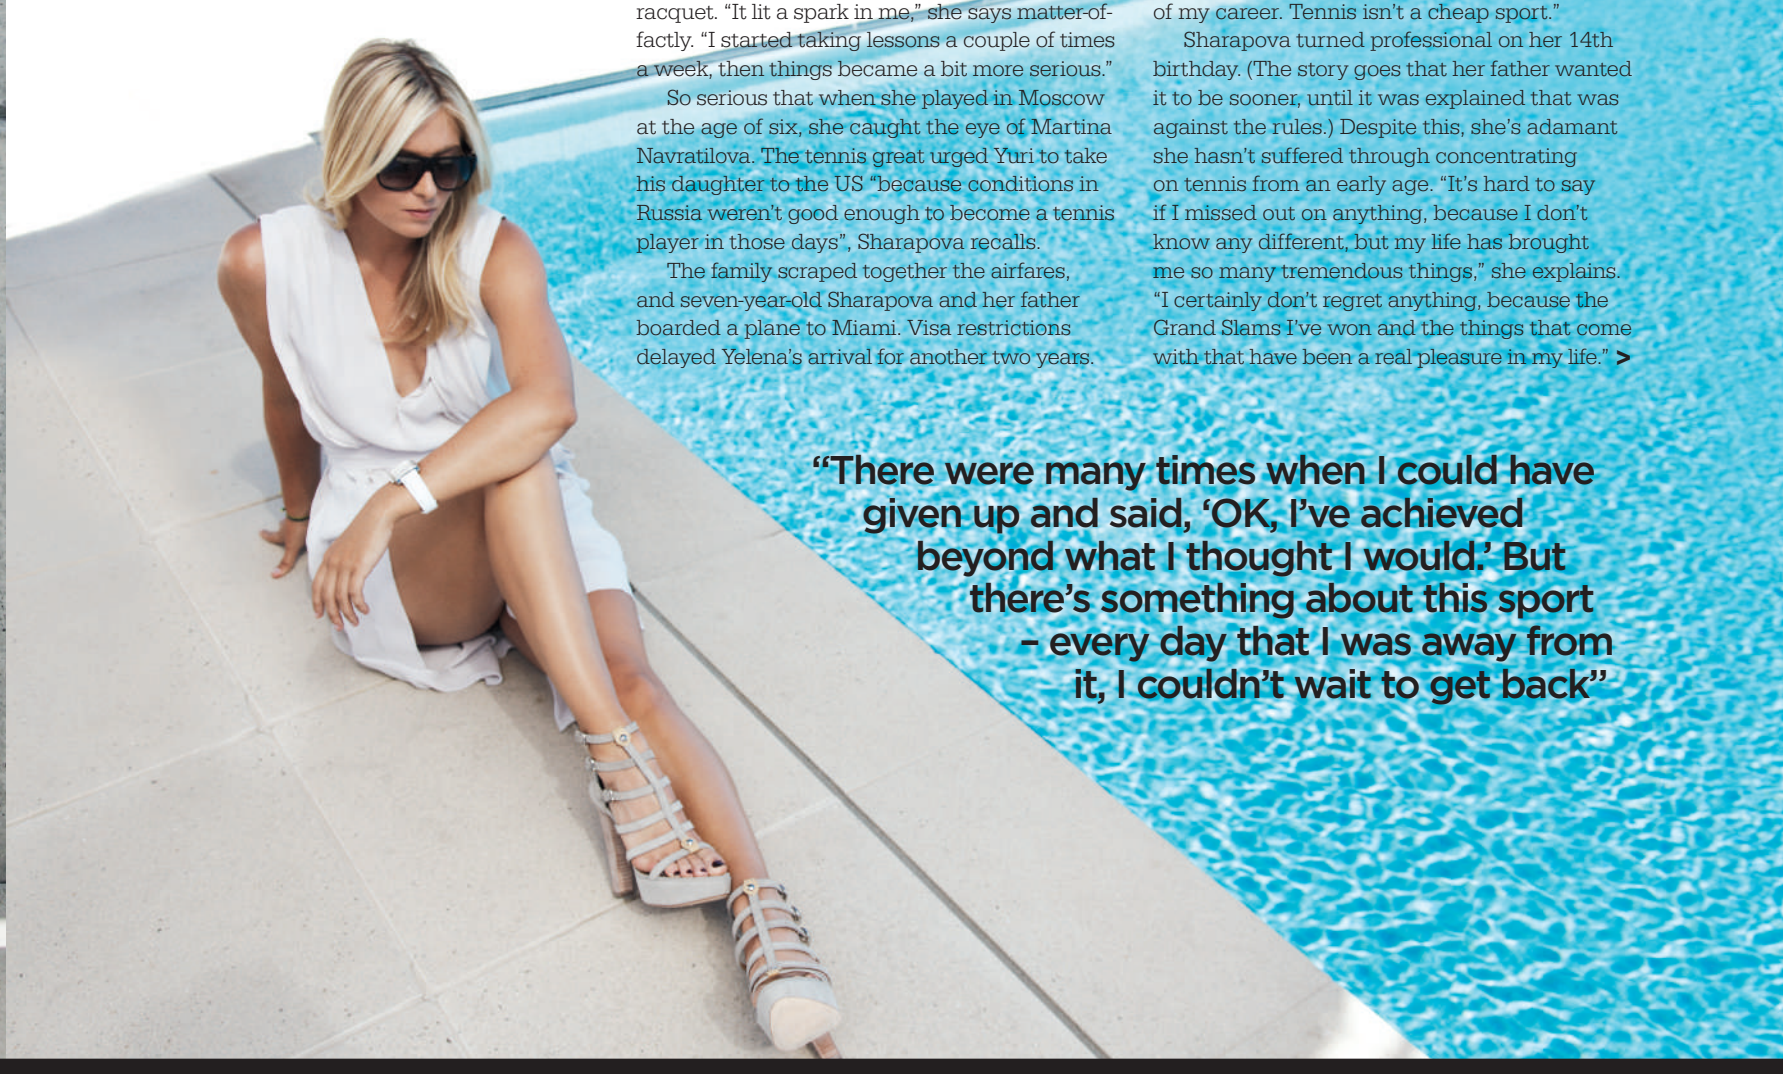 racquet. “It lit a spark in me,” she says matter-of-
factly. “I started taking lessons a couple of times
a week, then things became a bit more serious.”
So serious that when she played in Moscow
at the age of six, she caught the eye of Martina
Navratilova. The tennis great urged Yuri to take
his daughter to the US “because conditions in
Russia weren’t good enough to become a tennis
player in those days”, Sharapova recalls.
The family scraped together the airfares,
and seven-year-old Sharapova and her father
boarded a plane to Miami. Visa restrictions
delayed Yelena’s arrival for another two years.
of my career. Tennis isn’t a cheap sport.”
Sharapova turned professional on her 14th
birthday. (The story goes that her father wanted
it to be sooner, until it was explained that was
against the rules.) Despite this, she’s adamant
she hasn’t suffered through concentrating
on tennis from an early age. “It’s hard to say
if I missed out on anything, because I don’t
know any different, but my life has brought
me so many tremendous things,” she explains.
“I certainly don’t regret anything, because the
Grand Slams I’ve won and the things that come
with that have been a real pleasure in my life.” >
“There were many times when I could have
given up and said, ‘OK, I’ve achieved
beyond what I thought I would.’ But
there’s something about this sport
– every day that I was away from
it, I couldn’t wait to get back”